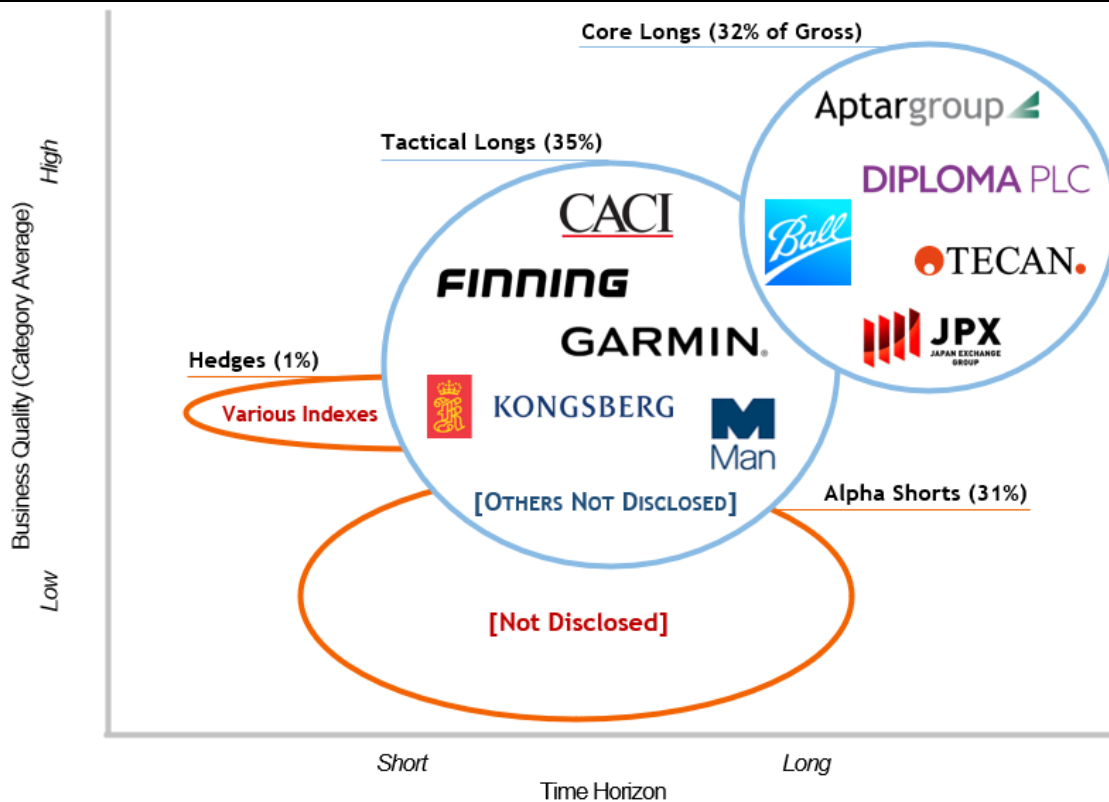 Core Longs (32% of Gross)
Aptargroup
Tactical Longs (35%)
DIPLOMA PLC
CACI
Ball
TECAN.
FINNING
JPX
JAPAN EXCHANGE
GROUP
GARMIN®
Hedges (1%)
Various Indexes
KONGSBERG
M
Man
[OTHERS NOT DISCLOSED]
Alpha Shorts (31%)
[Not Disclosed]
High
Business Quality (Category Average)
Low
Short
Long
Time Horizon